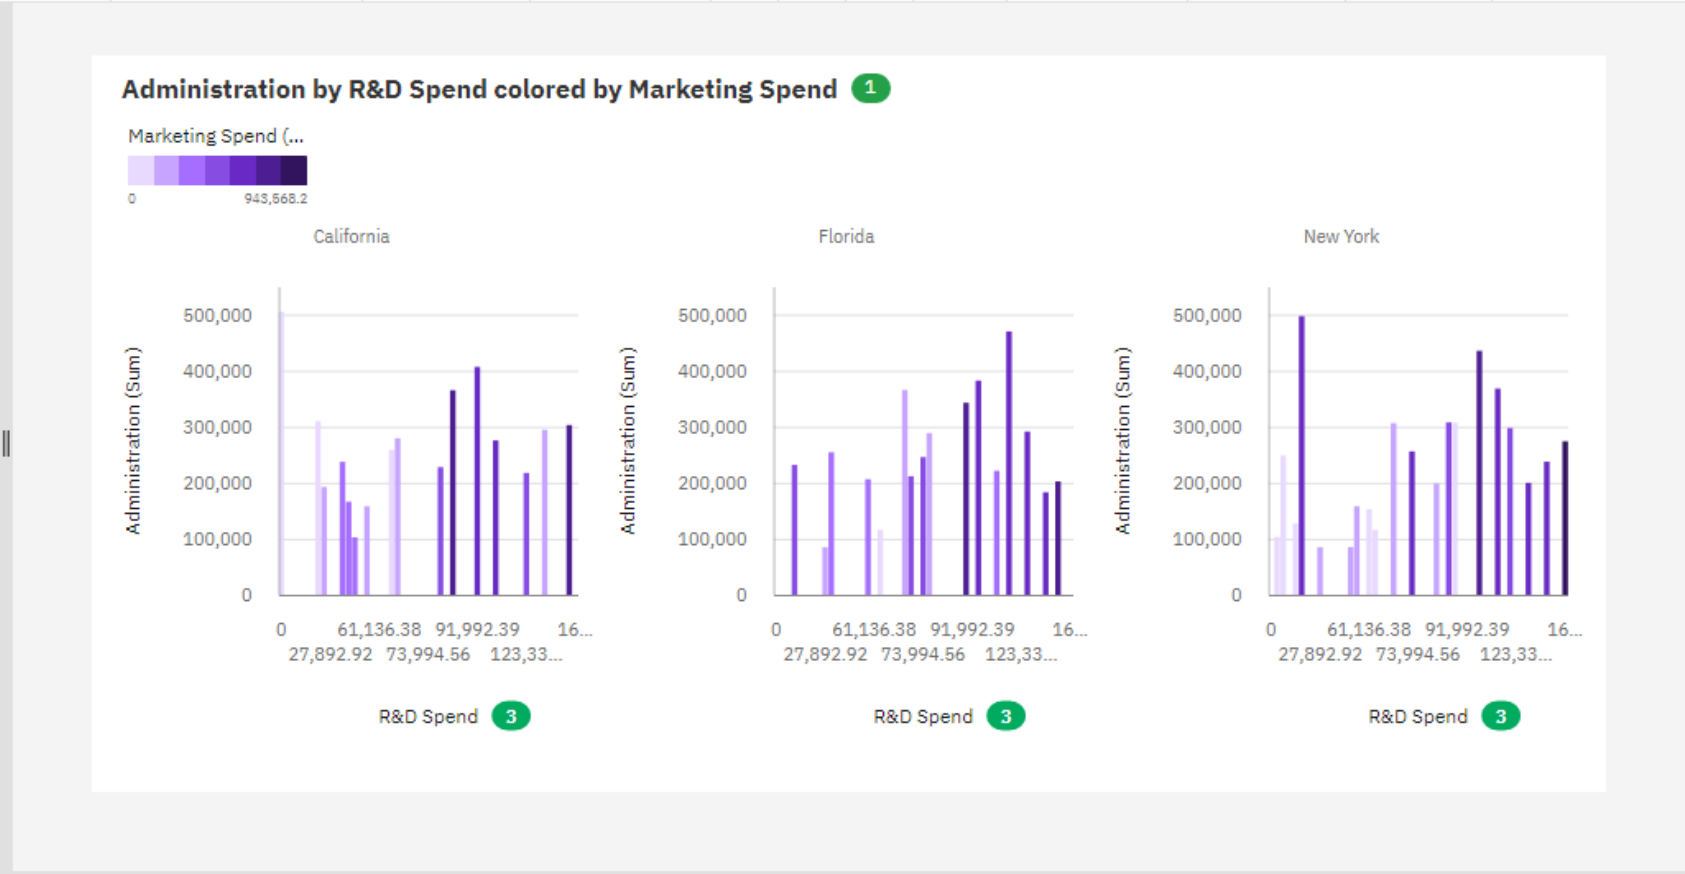 Administration by R&D Spend colored by Marketing Spend 1
Marketing Spend (...
0 943,568.2
California
Administration (Sum)
500,000
400,000
300,000
200,000
100,000
0
0 61,136.38 91,992.39 16...
27,892.92 73,994.56 123,33...
R&D Spend 3
Florida
Administration (Sum)
500,000
400,000
300,000
200,000
100,000
0
0 61,136.38 91,992.39 16...
27,892.92 73,994.56 123,33...
R&D Spend 3
New York
Administration (Sum)
500,000
400,000
300,000
200,000
100,000
0
0 61,136.38 91,992.39 16...
27,892.92 73,994.56 123,33...
R&D Spend 3